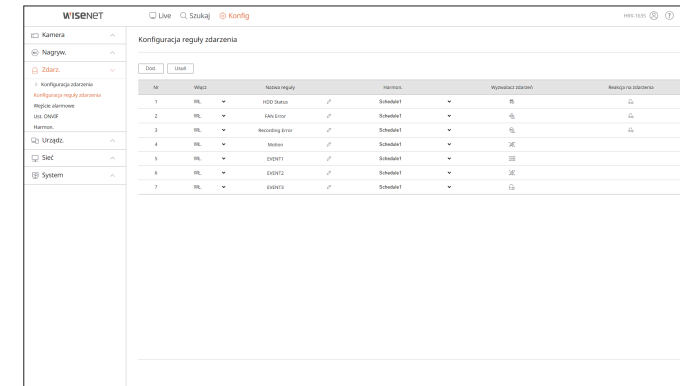 WISENET
Live Szukaj Konfig
HRX-1635
Kamera
Nagryw.
Zdarz.
Konfiguracja zdarzenia
Konfiguracja reguły zdarzenia
Wejście alarmowe
Ust. ONVIF
Harmon.
Urządz.
Sieć
System
Konfiguracja reguły zdarzenia
Dod. Usuń
Nr Włącz Nazwa reguły Harmon. Wyzwalacz zdarzeń Reakcja na zdarzenia
1 WŁ. HDD Status Schedule1
2 WŁ. FAN Error Schedule1
3 WŁ. Recording Error Schedule1
4 WŁ. Motion Schedule1
5 WŁ. EVENT1 Schedule1
6 WŁ. EVENT2 Schedule1
7 WŁ. EVENT3 Schedule1